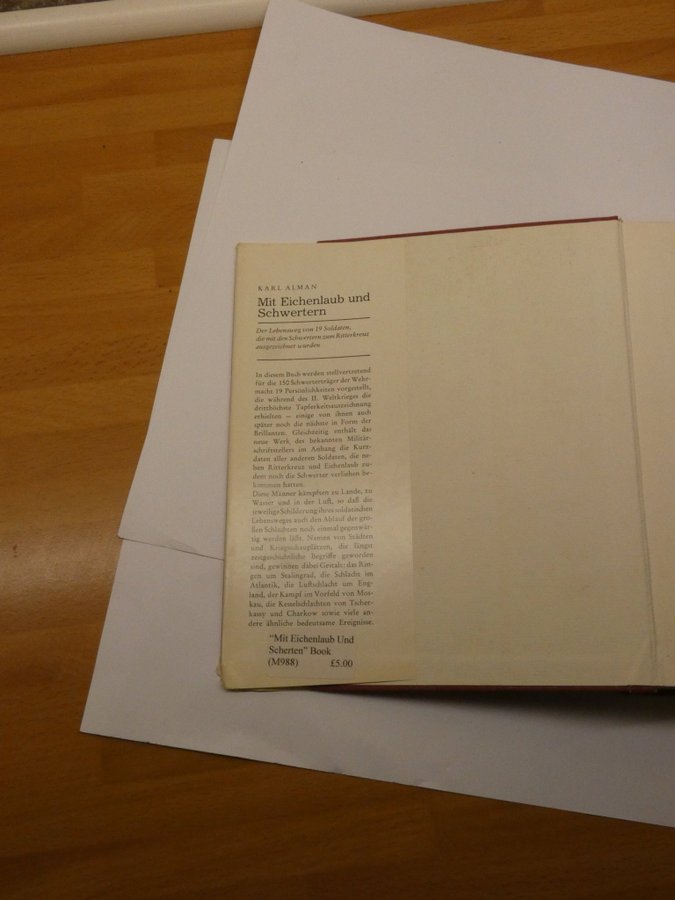 KARL ALMAN
Mit Eichenlaub und
Schwertern
Der Lebensweg von 19 Soldaten,
die mit den Schwertern zum Ritterkreuz
ausgezeichnet wurden
In diesem Buch werden stellvertretend
für die 150 Schwerterträger der Wehr-
macht 19 Persönlichkeiten vorgestellt,
die während des II. Weltkrieges die
dritthöchste Tapferkeitsauszeichnung
erhielten — einige von ihnen auch
später noch die nächste in Form der
Brillanten. Gleichzeitig enthält das
neue Werk des bekannten Militär-
schriftstellers im Anhang die Kurz-
daten aller anderen Soldaten, die ne-
ben Ritterkreuz und Eichenlaub zu-
dem noch die Schwerter verliehen be-
kommen hatten.
Diese Männer kämpften zu Lande, zu
Wasser und in der Luft, so daß die
jeweilige Schilderung ihres soldatischen
Lebensweges auch den Ablauf der gro-
ßen Schlachten noch einmal gegenwär-
tig werden läßt. Namen von Städten
und Kriegsschauplätzen, die längst
zeitgeschichtliche Begriffe geworden
sind, gewinnen dabei Gestalt: das Rin-
gen um Stalingrad, die Schlacht im
Atlantik, die Luftschlacht um Eng-
land, der Kampf im Vorfeld von Mos-
kau, die Kesselschlachten von Tscher-
kassy und Charkow sowie viele an-
dere ähnliche bedeutsame Ereignisse.
"Mit Eichenlaub Und
Scherten" Book
(M988) £5.00